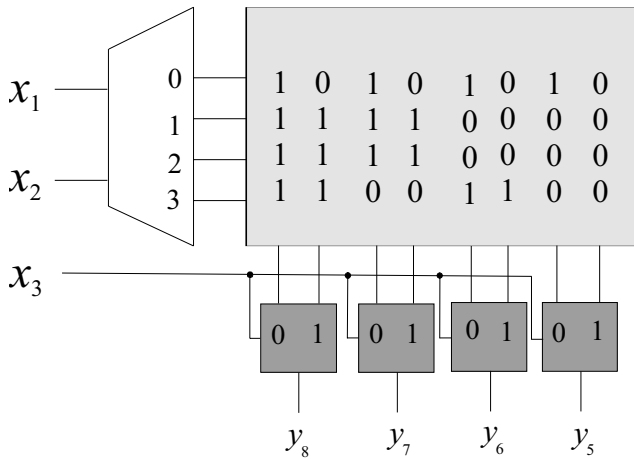 0 1 0 1 0 1 0 1 0
x₁
1 1 1 1 1 0 0 0 0
2 1 1 1 1 0 0 0 0
x₂
3 1 1 0 0 1 1 0 0
x₃
0 1 0 1 0 1 0 1
y₈ y₇ y₆ y₅